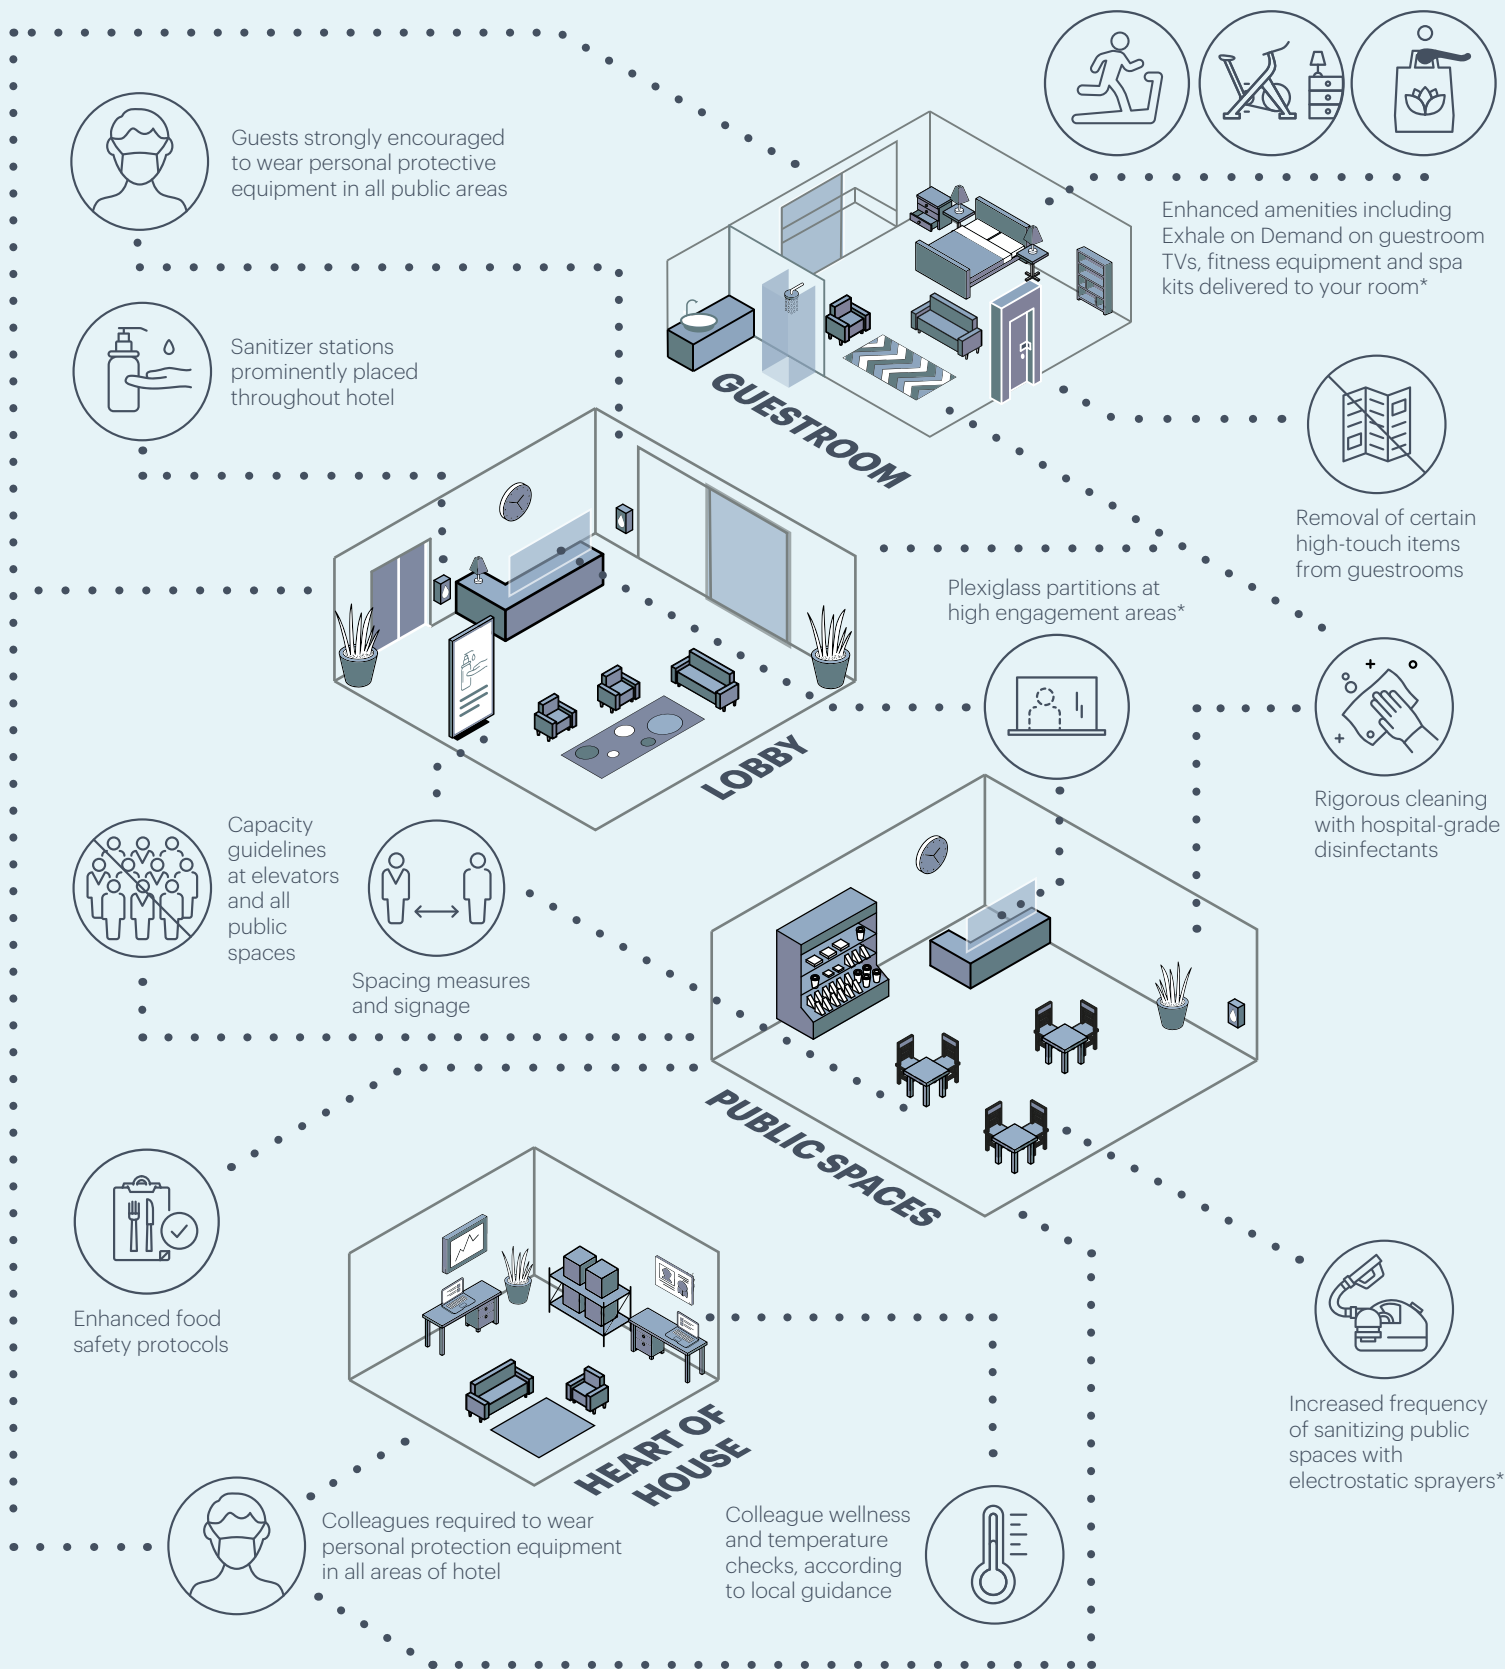 Guests strongly encouraged
to wear personal protective
equipment in all public areas
Enhanced amenities including
Exhale on Demand on guestroom
TVs, fitness equipment and spa
kits delivered to your room*
Sanitizer stations
prominently placed
throughout hotel
GUESTROOM
Removal of certain
high-touch items
from guestrooms
Plexiglass partitions at
high engagement areas*
LOBBY
Rigorous cleaning
with hospital-grade
disinfectants
Capacity
guidelines
at elevators
and all
public
spaces
Spacing measures
and signage
PUBLIC SPACES
Enhanced food
safety protocols
HEART OF
HOUSE
Increased frequency
of sanitizing public
spaces with
electrostatic sprayers*
Colleagues required to wear
personal protection equipment
in all areas of hotel
Colleague wellness
and temperature
checks, according
to local guidance